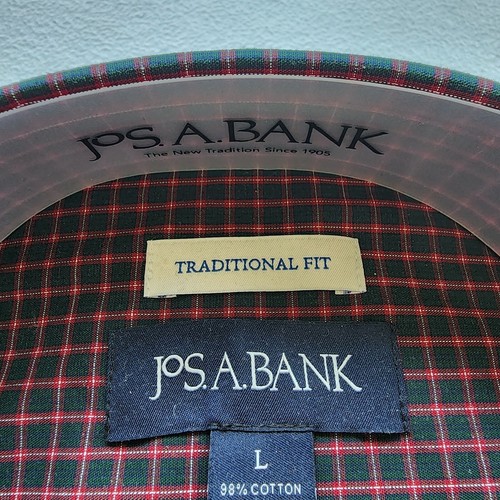 JOS. A. BANK
The New Tradition Since 1905
TRADITIONAL FIT
JOS. A. BANK
L
98% COTTON